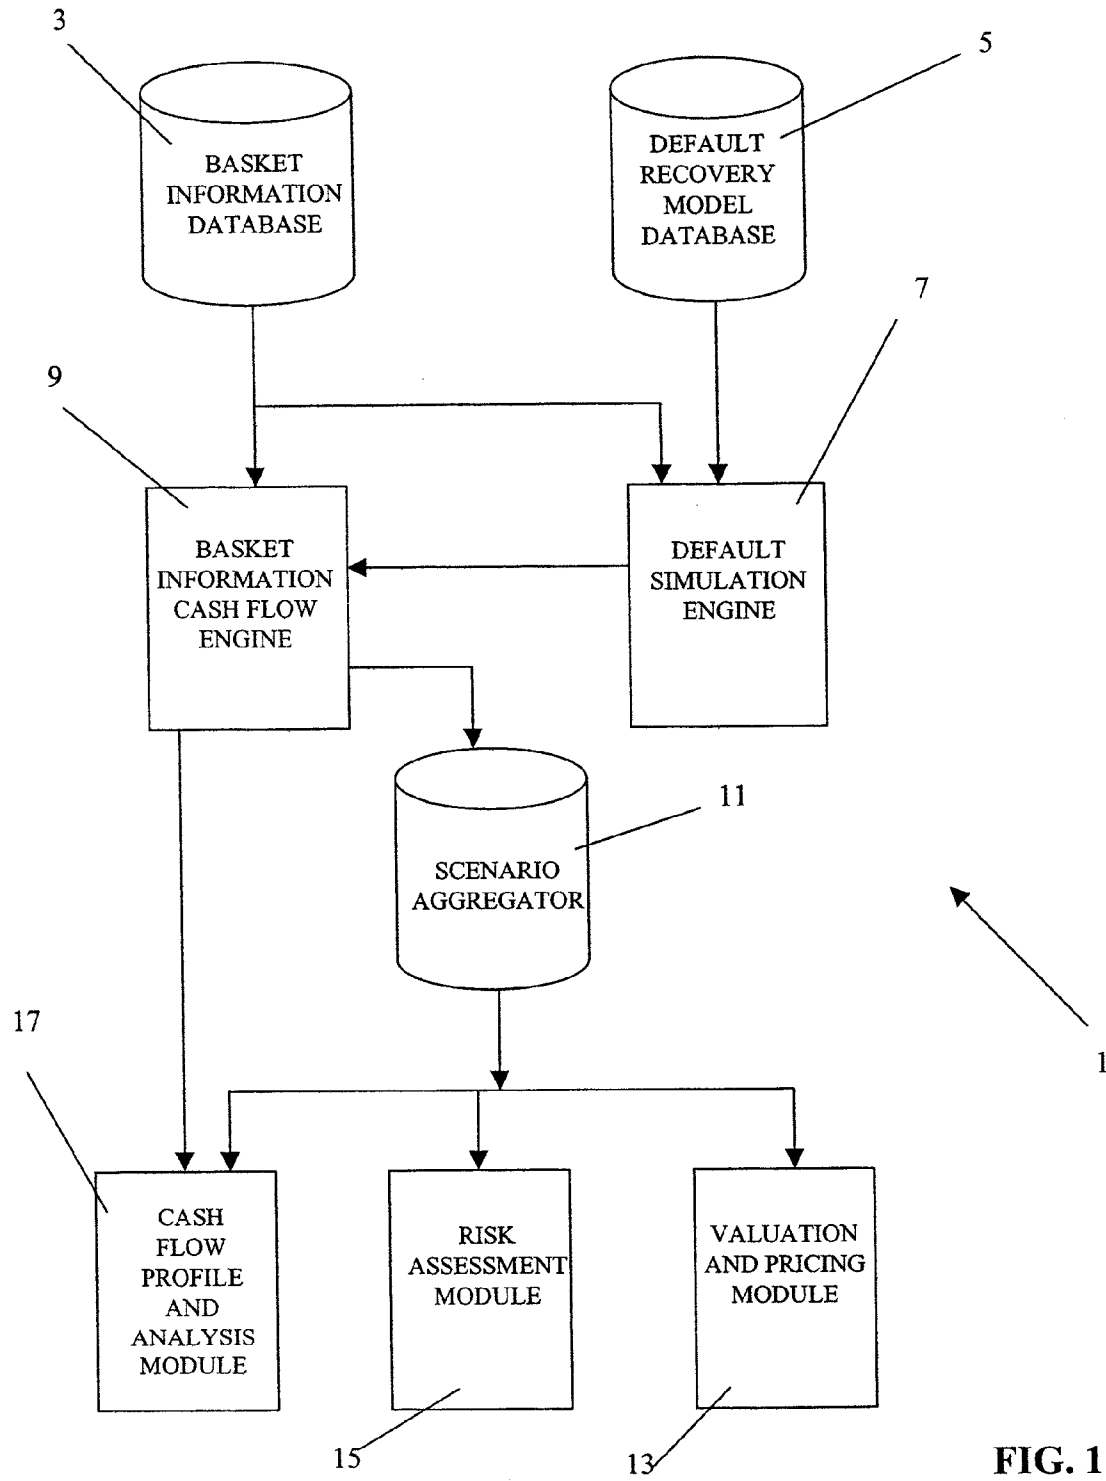 3
5
BASKET
INFORMATION
DATABASE
DEFAULT
RECOVERY
MODEL
DATABASE
7
9
BASKET
INFORMATION
CASH FLOW
ENGINE
DEFAULT
SIMULATION
ENGINE
11
SCENARIO
AGGREGATOR
17
1
CASH
FLOW
PROFILE
AND
ANALYSIS
MODULE
RISK
ASSESSMENT
MODULE
VALUATION
AND PRICING
MODULE
15
13
FIG. 1